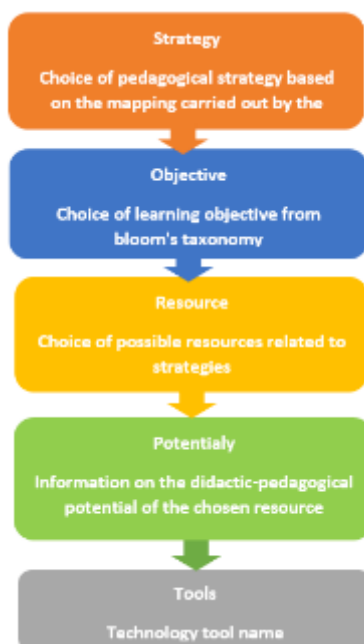 Strategy
Choice of pedagogical strategy based
on the mapping carried out by the
Objective
Choice of learning objective from
bloom's taxonomy
Resource
Choice of possible resources related to
strategies
Potentialy
Information on the didactic-pedagogical
potential of the chosen resource
Tools
Technology tool name